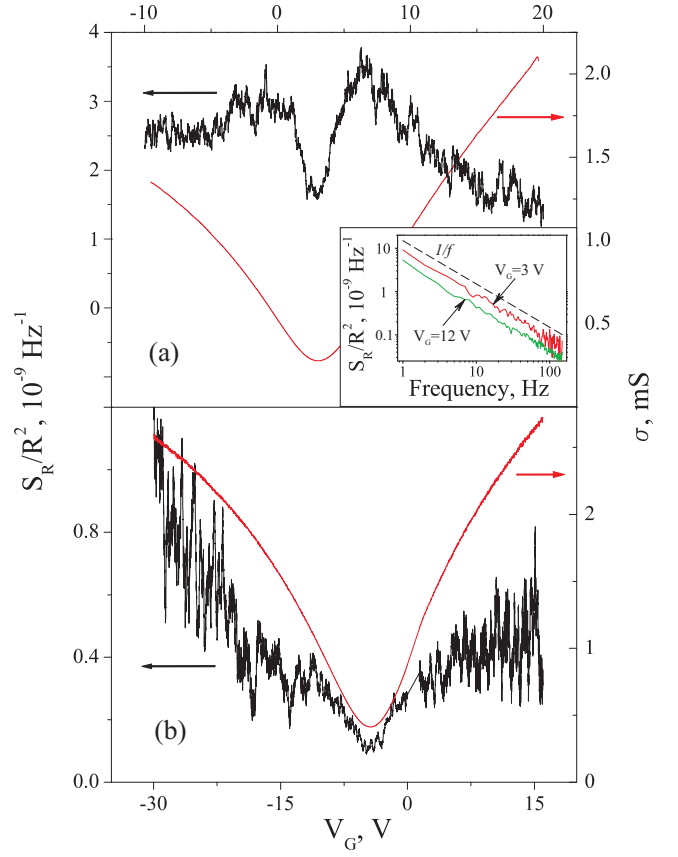 -10 0 10 20
4
3
2
1
0
2.0
1.5
1.0
0.5
(a)
10
1
0.1
1 10 100
1/f
V_G=3 V
V_G=12 V
S_R/R^2, 10^-9 Hz^-1
Frequency, Hz
S_R/R^2, 10^-9 Hz^-1
σ, mS
0.8
0.4
0.0
2
1
0
(b)
-30 -15 0 15
V_G, V